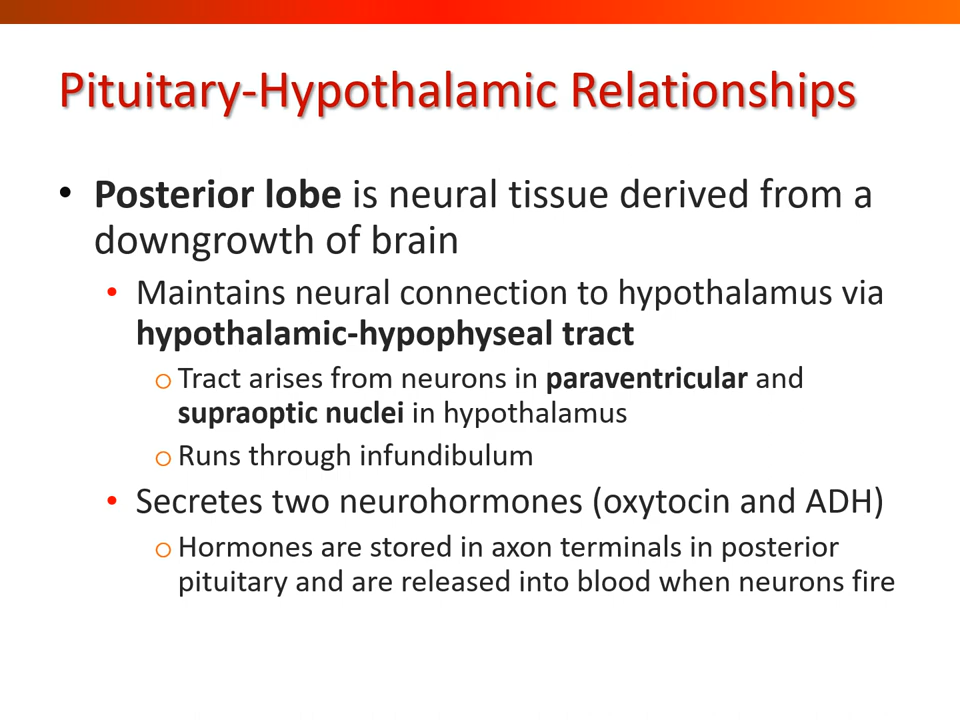 Pituitary-Hypothalamic Relationships
• Posterior lobe is neural tissue derived from a
downgrowth of brain
• Maintains neural connection to hypothalamus via
hypothalamic-hypophyseal tract
o Tract arises from neurons in paraventricular and
supraoptic nuclei in hypothalamus
o Runs through infundibulum
• Secretes two neurohormones (oxytocin and ADH)
o Hormones are stored in axon terminals in posterior
pituitary and are released into blood when neurons fire